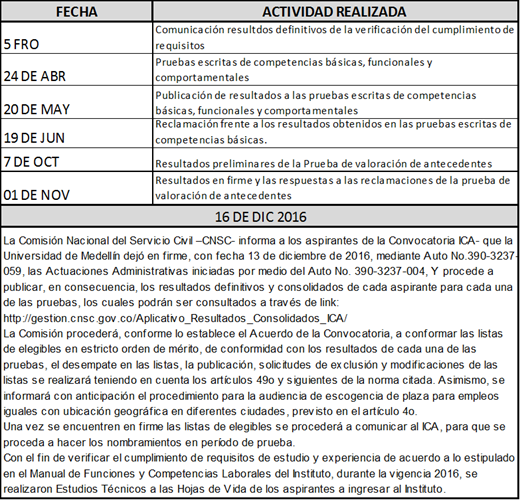 FECHA ACTIVIDAD REALIZADA
5 FRO Comunicación resultdos definitivos de la verificación del cumplimiento de
requisitos
24 DE ABR Pruebas escritas de competencias básicas, funcionales y
comportamentales
20 DE MAY Publicación de resultados a las pruebas escritas de competencias
básicas, funcionales y comportamentales
19 DE JUN Reclamación frente a los resultados obtenidos en las pruebas escritas de
competencias básicas.
7 DE OCT Resultados preliminares de la Prueba de valoración de antecedentes
01 DE NOV Resultados en firme y las respuestas a las reclamaciones de la prueba de
valoración de antecedentes
16 DE DIC 2016
La Comisión Nacional del Servicio Civil –CNSC- informa a los aspirantes de la Convocatoria ICA- que la
Universidad de Medellín dejó en firme, con fecha 13 de diciembre de 2016, mediante Auto No.390-3237-
059, las Actuaciones Administrativas iniciadas por medio del Auto No. 390-3237-004, Y procede a
publicar, en consecuencia, los resultados definitivos y consolidados de cada aspirante para cada una
de las pruebas, los cuales podrán ser consultados a través de link:
http://gestion.cnsc.gov.co/Aplicativo_Resultados_Consolidados_ICA/
La Comisión procederá, conforme lo establece el Acuerdo de la Convocatoria, a conformar las listas
de elegibles en estricto orden de mérito, de conformidad con los resultados de cada una de las
pruebas, el desempate en las listas, la publicación, solicitudes de exclusión y modificaciones de las
listas se realizará teniendo en cuenta los artículos 49o y siguientes de la norma citada. Asimismo, se
informará con anticipación el procedimiento para la audiencia de escogencia de plaza para empleos
iguales con ubicación geográfica en diferentes ciudades, previsto en el artículo 4o.
Una vez se encuentren en firme las listas de elegibles se procederá a comunicar al ICA, para que se
proceda a hacer los nombramientos en período de prueba.
Con el fin de verificar el cumplimiento de requisitos de estudio y experiencia de acuerdo a lo estipulado
en el Manual de Funciones y Competencias Laborales del Instituto, durante la vigencia 2016, se
realizaron Estudios Técnicos a las Hojas de Vida de los aspirantes a ingresar al Instituto.